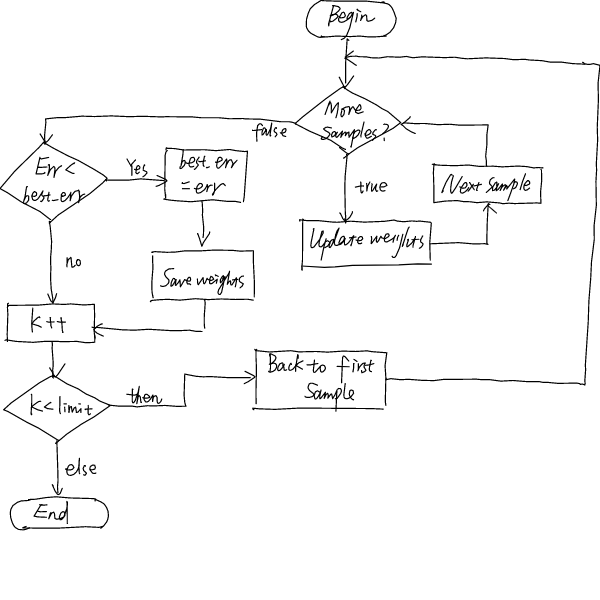 Begin
More
Samples?
false
true
Update weights
Next Sample
Err <
best_err
Yes
best_err
= err
Save weights
no
k ++
k < limit
then
Back to first
Sample
else
End